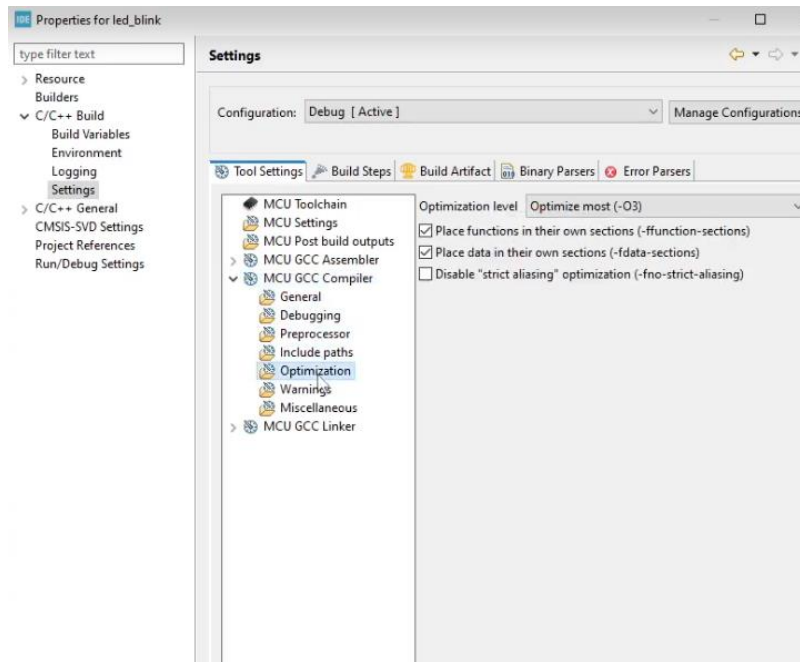 IDE Properties for led_blink
type filter text
Resource
Builders
C/C++ Build
Build Variables
Environment
Logging
Settings
C/C++ General
CMSIS-SVD Settings
Project References
Run/Debug Settings
Settings
Configuration: Debug [ Active ] Manage Configurations
Tool Settings Build Steps Build Artifact Binary Parsers Error Parsers
MCU Toolchain
MCU Settings
MCU Post build outputs
MCU GCC Assembler
MCU GCC Compiler
General
Debugging
Preprocessor
Include paths
Optimization
Warnings
Miscellaneous
MCU GCC Linker
Optimization level Optimize most (-O3)
Place functions in their own sections (-ffunction-sections)
Place data in their own sections (-fdata-sections)
Disable "strict aliasing" optimization (-fno-strict-aliasing)